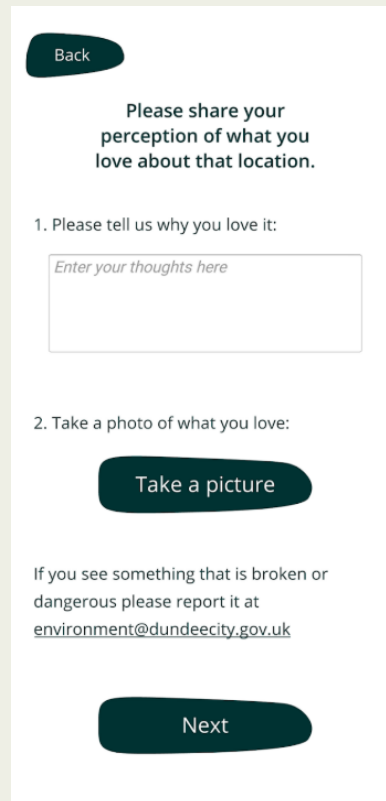 Back
Please share your
perception of what you
love about that location.
1. Please tell us why you love it:
Enter your thoughts here
2. Take a photo of what you love:
Take a picture
If you see something that is broken or
dangerous please report it at
environment@dundeecity.gov.uk
Next